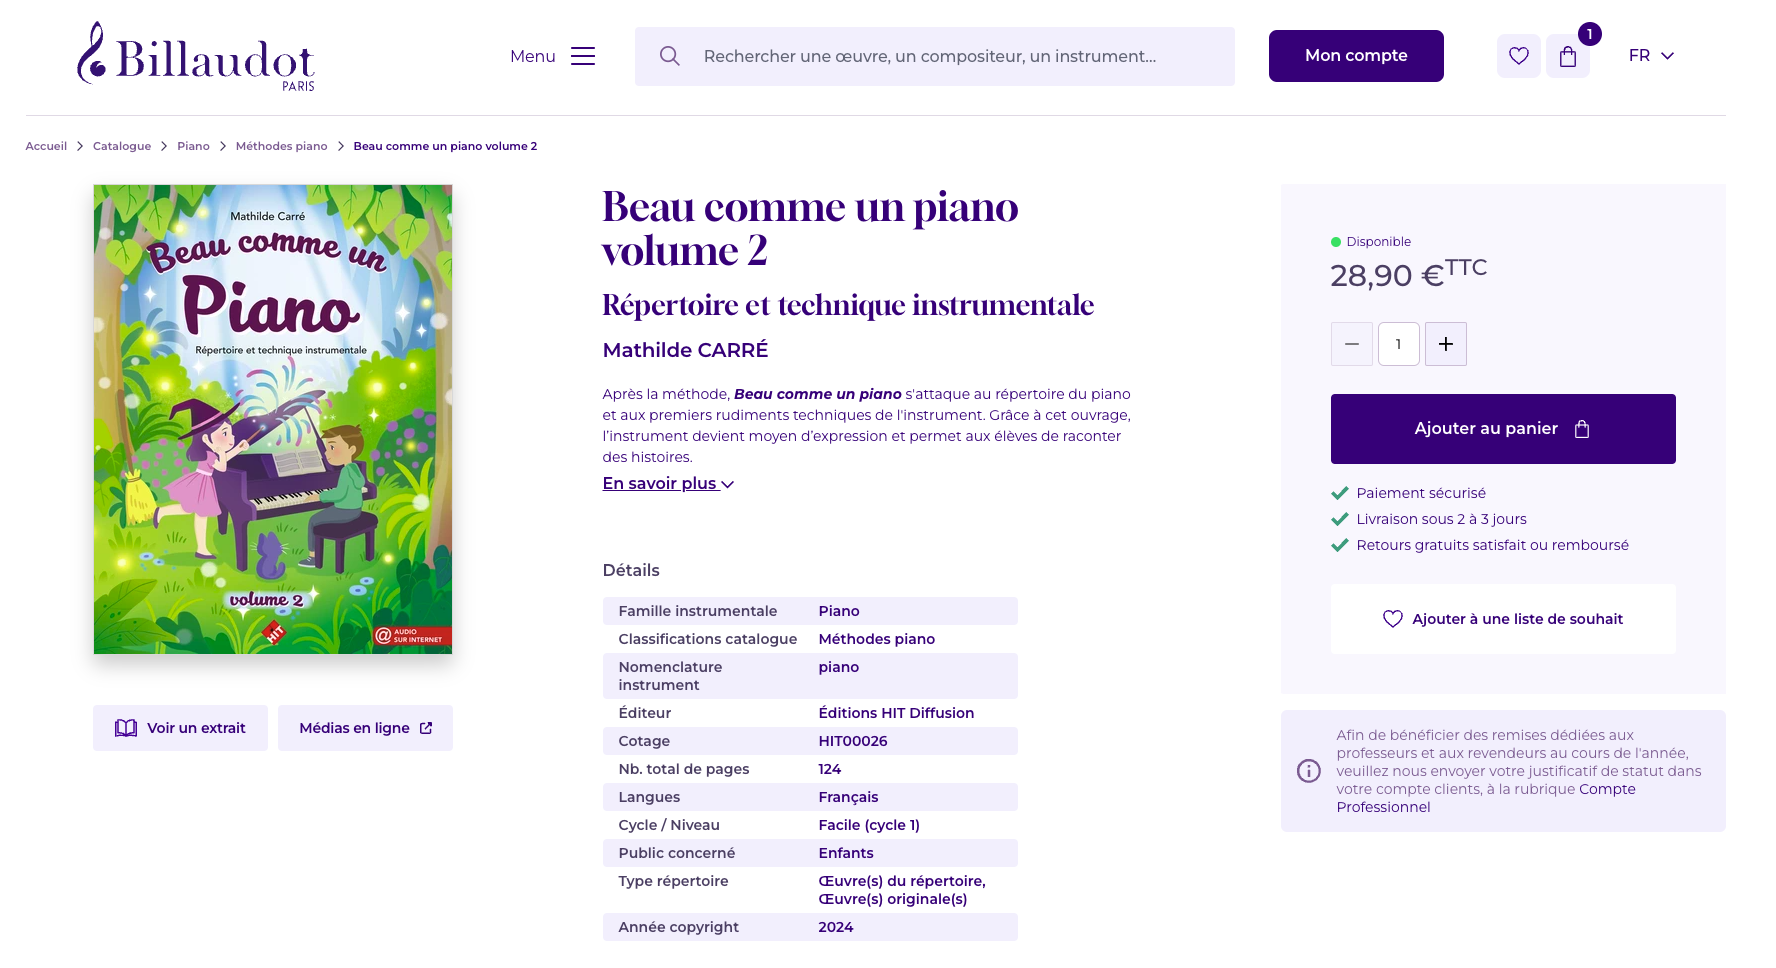 Billaudot
PARIS
Menu
Rechercher une œuvre, un compositeur, un instrument...
Mon compte
1
FR
Accueil
Catalogue
Piano
Méthodes piano
Beau comme un piano volume 2
Mathilde Carré
Beau comme un
Piano
Répertoire et technique instrumentale
volume 2
HIT
@ AUDIO
SUR INTERNET
Voir un extrait
Médias en ligne
Beau comme un piano
volume 2
Répertoire et technique instrumentale
Mathilde CARRÉ
Après la méthode, Beau comme un piano s'attaque au répertoire du piano
et aux premiers rudiments techniques de l'instrument. Grâce à cet ouvrage,
l’instrument devient moyen d’expression et permet aux élèves de raconter
des histoires.
En savoir plus
Détails
Famille instrumentale Piano
Classifications catalogue Méthodes piano
Nomenclature piano
instrument
Éditeur Éditions HIT Diffusion
Cotage HIT00026
Nb. total de pages 124
Langues Français
Cycle / Niveau Facile (cycle 1)
Public concerné Enfants
Type répertoire Œuvre(s) du répertoire,
Œuvre(s) originale(s)
Année copyright 2024
Disponible
28,90 €TTC
1
Ajouter au panier
Paiement sécurisé
Livraison sous 2 à 3 jours
Retours gratuits satisfait ou remboursé
Ajouter à une liste de souhait
Afin de bénéficier des remises dédiées aux
professeurs et aux revendeurs au cours de l'année,
veuillez nous envoyer votre justificatif de statut dans
votre compte clients, à la rubrique Compte
Professionnel